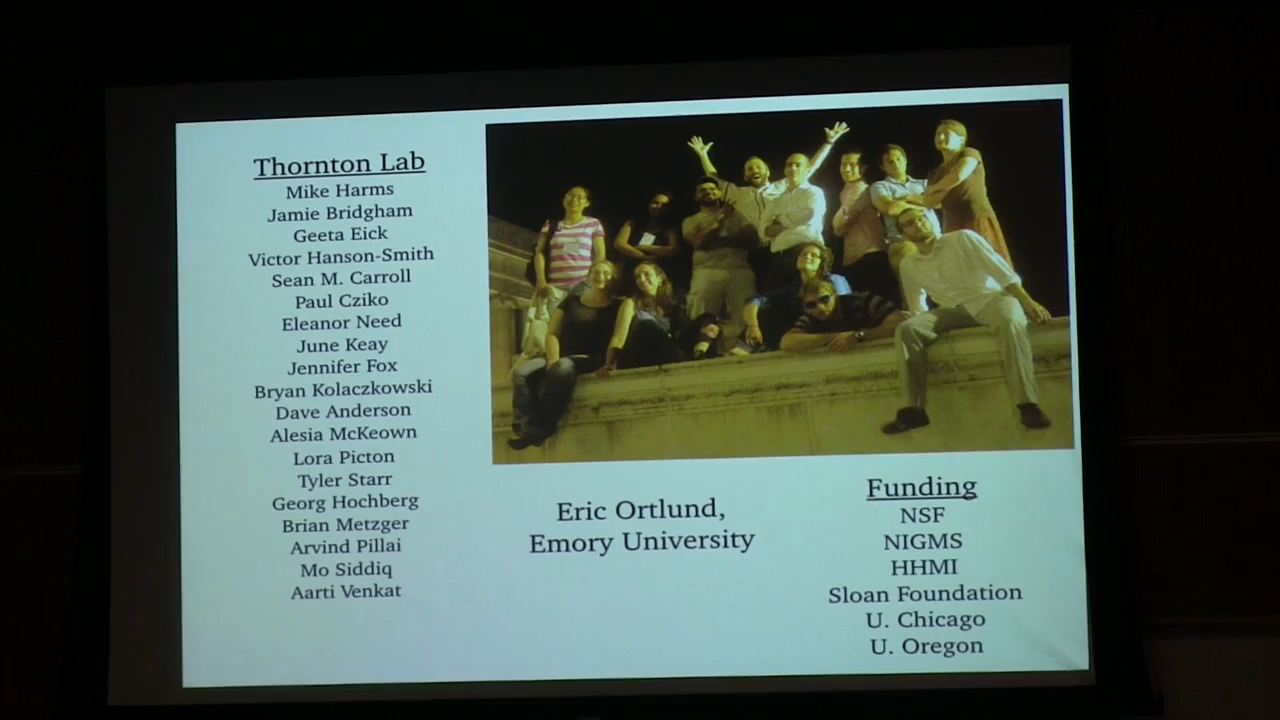 Thornton Lab
Mike Harms
Jamie Bridgham
Geeta Eick
Victor Hanson-Smith
Sean M. Carroll
Paul Cziko
Eleanor Need
June Keay
Jennifer Fox
Bryan Kolaczkowski
Dave Anderson
Alesia McKeown
Lora Picton
Tyler Starr
Georg Hochberg
Brian Metzger
Arvind Pillai
Mo Siddiq
Aarti Venkat
Eric Ortlund,
Emory University
Funding
NSF
NIGMS
HHMI
Sloan Foundation
U. Chicago
U. Oregon